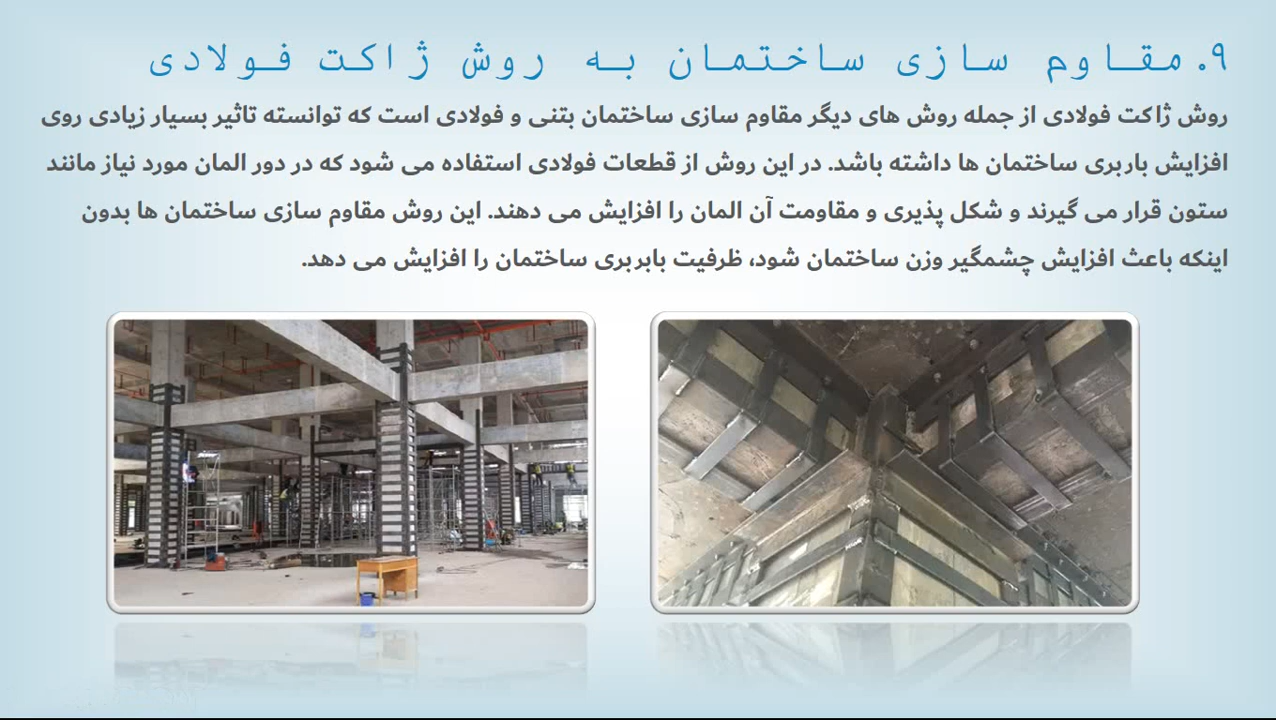 ۹. مقاوم سازی ساختمان به روش ژاکت فولادی
روش ژاکت فولادی از جمله روش های دیگر مقاوم سازی ساختمان بتنی و فولادی است که توانسته تاثیر بسیار زیادی روی
افزایش باربری ساختمان ها داشته باشد. در این روش از قطعات فولادی استفاده می شود که در دور المان مورد نیاز مانند
ستون قرار می گیرند و شکل پذیری و مقاومت آن المان را افزایش می دهند. این روش مقاوم سازی ساختمان ها بدون
اینکه باعث افزایش چشمگیر وزن ساختمان شود، ظرفیت بابربری ساختمان را افزایش می دهد.